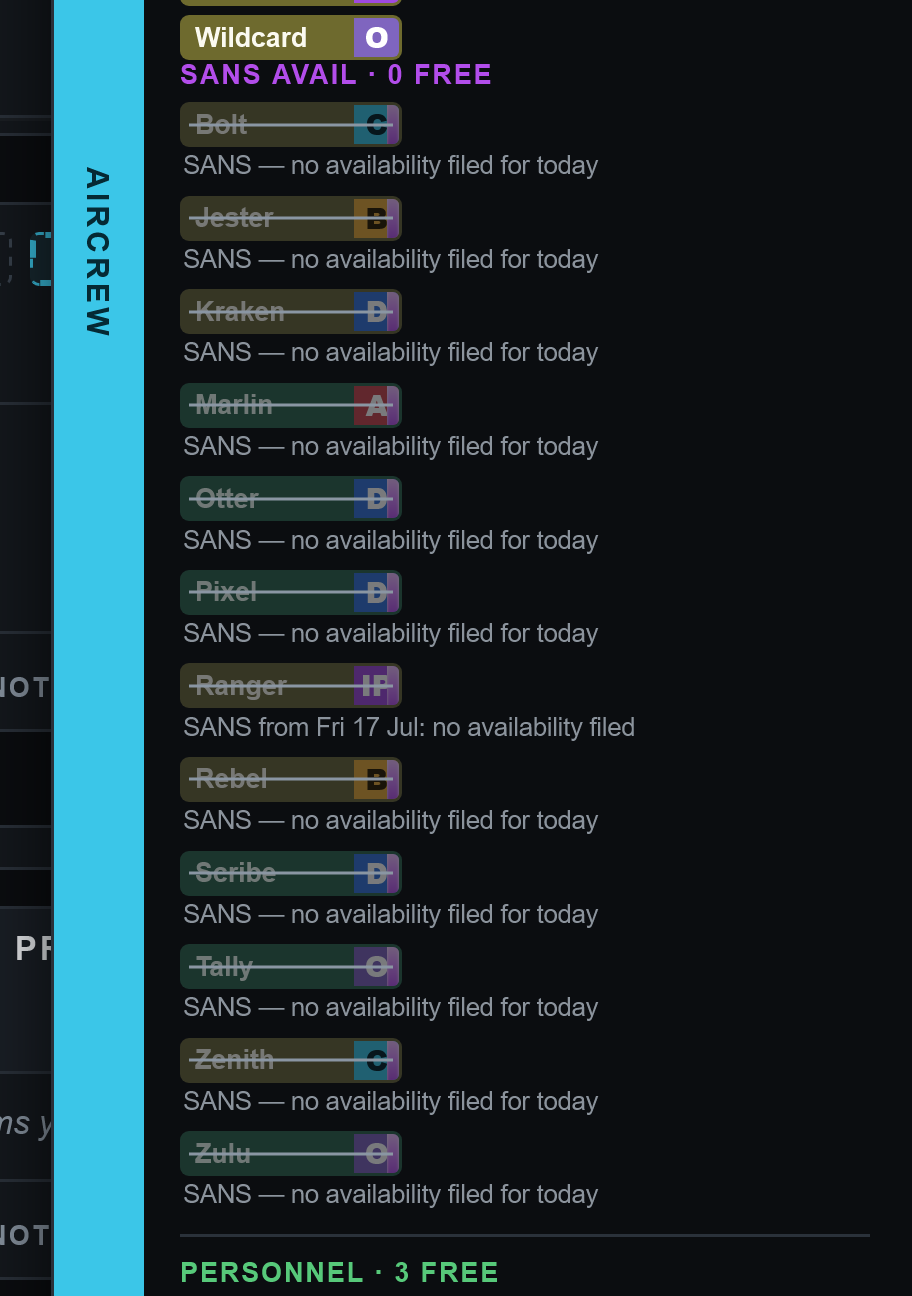 Wildcard O
SANS AVAIL · 0 FREE
Bolt C
SANS — no availability filed for today
Jester B
SANS — no availability filed for today
Kraken D
SANS — no availability filed for today
Marlin A
SANS — no availability filed for today
Otter D
SANS — no availability filed for today
Pixel D
SANS — no availability filed for today
Ranger IP
SANS from Fri 17 Jul: no availability filed
Rebel B
SANS — no availability filed for today
Scribe D
SANS — no availability filed for today
Tally O
SANS — no availability filed for today
Zenith C
SANS — no availability filed for today
Zulu O
SANS — no availability filed for today
PERSONNEL · 3 FREE
AIRCREW
NOT
PR
ms y
NOT